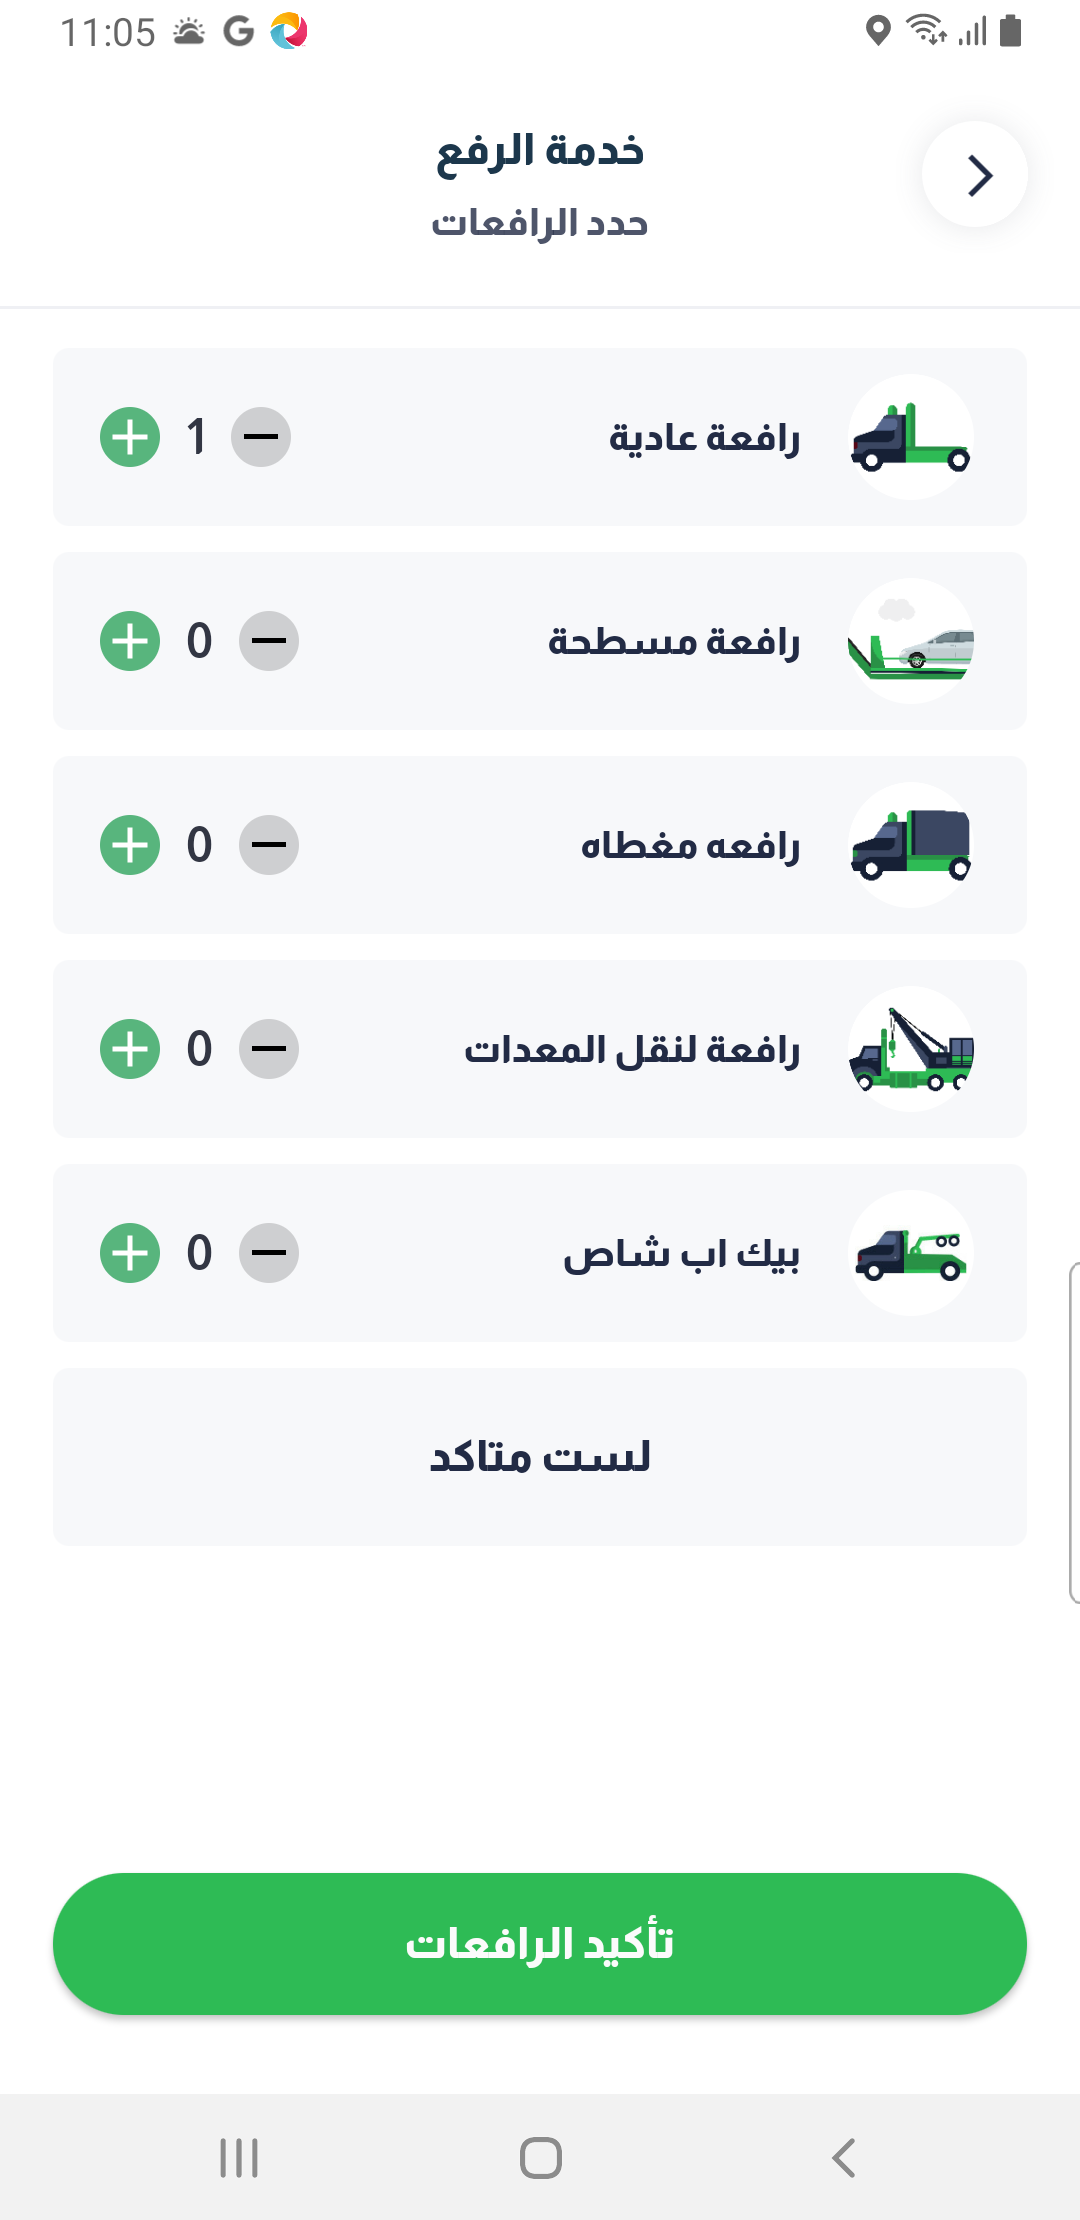 11:05
خدمة الرفع
حدد الرافعات
رافعة عادية
1
رافعة مسطحة
0
رافعه مغطاه
0
رافعة لنقل المعدات
0
بيك اب شاص
0
لست متاكد
تأكيد الرافعات